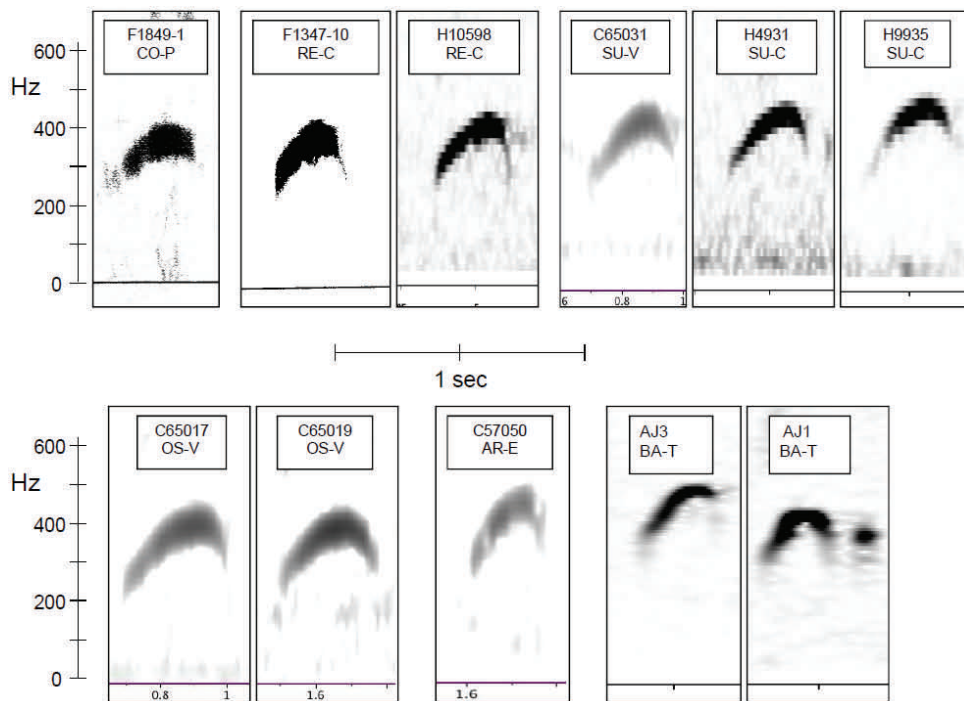 F1849-1
CO-P
F1347-10
RE-C
H10598
RE-C
C65031
SU-V
H4931
SU-C
H9935
SU-C
600
Hz
400
200
0
5
6
0.8
1
1 sec
C65017
OS-V
C65019
OS-V
C57050
AR-E
AJ3
BA-T
AJ1
BA-T
600
Hz
400
200
0
0.8
1
1.6
1.6